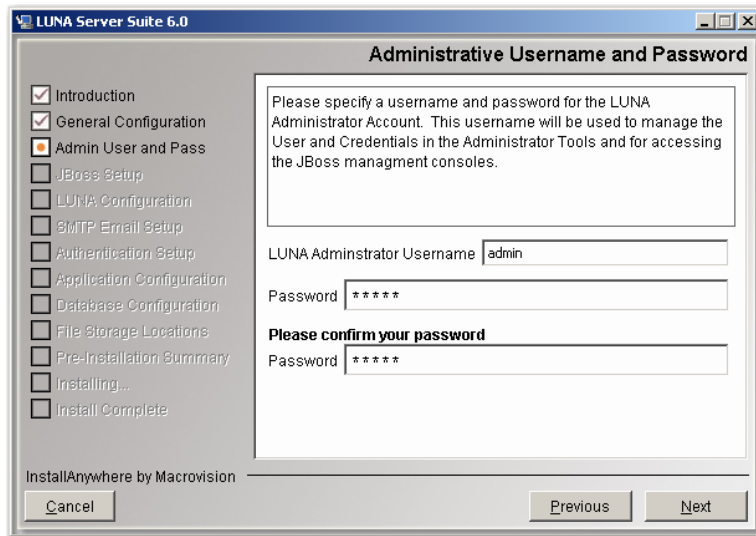 LUNA Server Suite 6.0
Administrative Username and Password
Introduction
General Configuration
Admin User and Pass
JBoss Setup
LUNA Configuration
SMTP Email Setup
Authentication Setup
Application Configuration
Database Configuration
File Storage Locations
Pre-Installation Summary
Installing...
Install Complete
Please specify a username and password for the LUNA
Administrator Account. This username will be used to manage the
User and Credentials in the Administrator Tools and for accessing
the JBoss managment consoles.
LUNA Adminstrator Username admin
Password *****
Please confirm your password
Password *****
InstallAnywhere by Macrovision
Cancel
Previous
Next